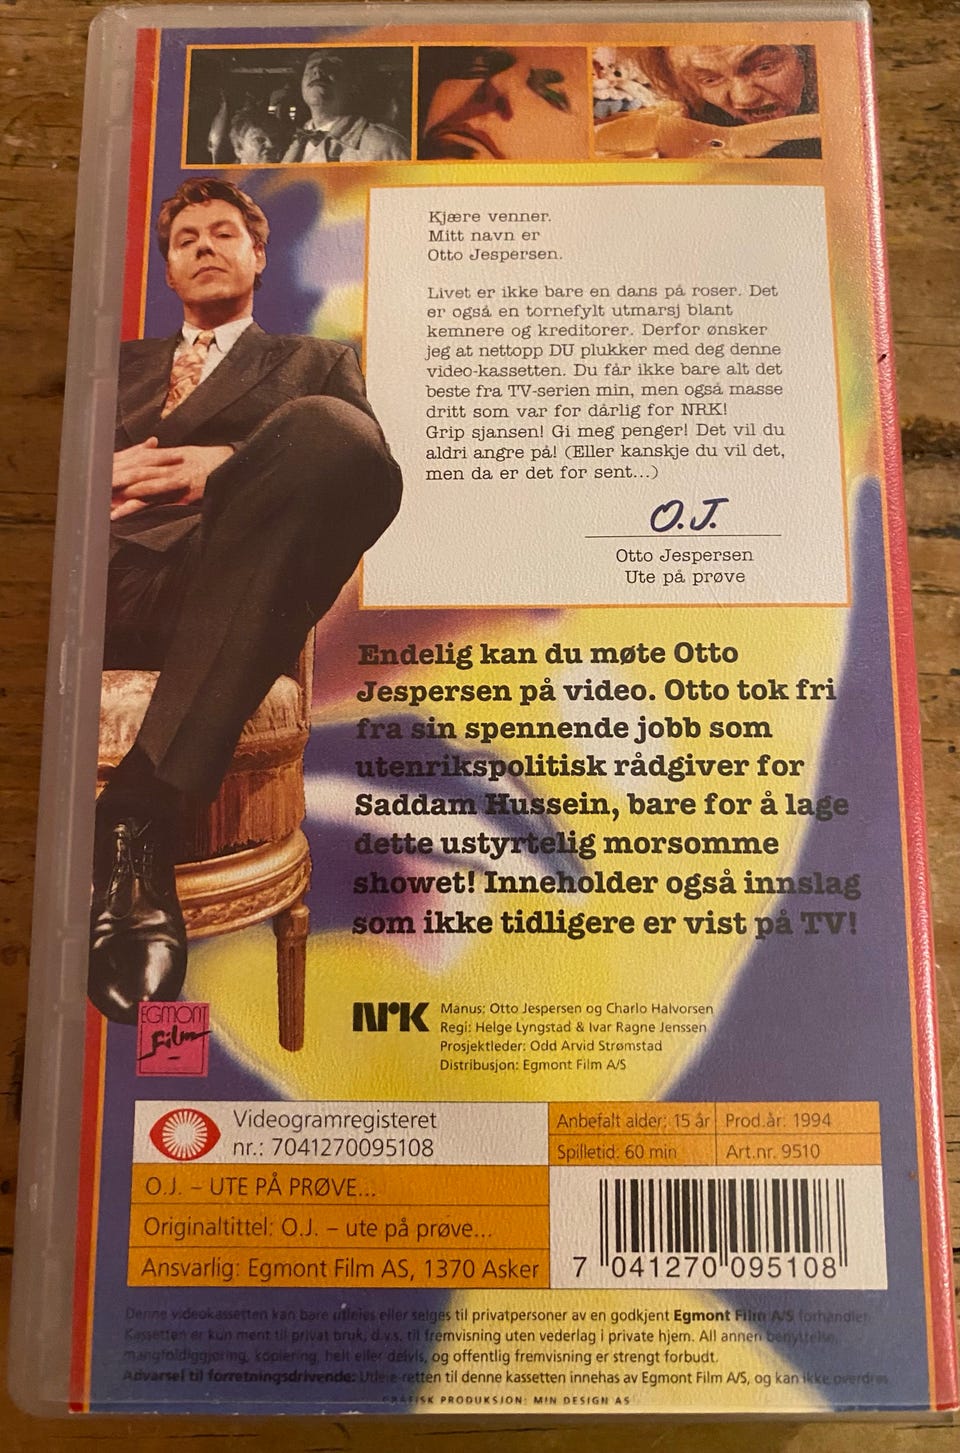 Kjære venner.
Mitt navn er
Otto Jespersen.
Livet er ikke bare en dans på roser. Det
er også en tornefylt utmarsj blant
kemnere og kreditorer. Derfor ønsker
jeg at nettopp DU plukker med deg denne
video-kassetten. Du får ikke bare alt det
beste fra TV-serien min, men også masse
dritt som var for dårlig for NRK!
Grip sjansen! Gi meg penger! Det vil du
aldri angre på! (Eller kanskje du vil det,
men da er det for sent...)
O.J.
Otto Jespersen
Ute på prøve
Endelig kan du møte Otto
Jespersen på video. Otto tok fri
fra sin spennende jobb som
utenrikspolitisk rådgiver for
Saddam Hussein, bare for å lage
dette ustyrtelig morsomme
showet! Inneholder også innslag
som ikke tidligere er vist på TV!
EGMONT
Film
NRK
Manus: Otto Jespersen og Charlo Halvorsen
Regi: Helge Lyngstad & Ivar Ragne Jenssen
Prosjektleder: Odd Arvid Strømstad
Distribusjon: Egmont Film A/S
Videogramregisteret
nr.: 7041270095108
Anbefalt alder: 15 år
Prod.år: 1994
Spilletid: 60 min
Art.nr. 9510
O.J. – UTE PÅ PRØVE...
Originaltittel: O.J. – ute på prøve...
Ansvarlig: Egmont Film AS, 1370 Asker
7 041270 095108
Denne videokassetten kan bare utleies eller selges til privatpersoner av en godkjent Egmont Film A/S forhandler.
Kassetten er kun ment til privat bruk, d.v.s. til fremvisning uten vederlag i private hjem. All annen benyttelse,
mangfoldiggjøring, kopiering, helt eller delvis, og offentlig fremvisning er strengt forbudt.
Advarsel til forretningsdrivende: Utleie-retten til denne kassetten innehas av Egmont Film A/S, og kan ikke overdras.
GRAFISK PRODUKSJON: MIN DESIGN AS